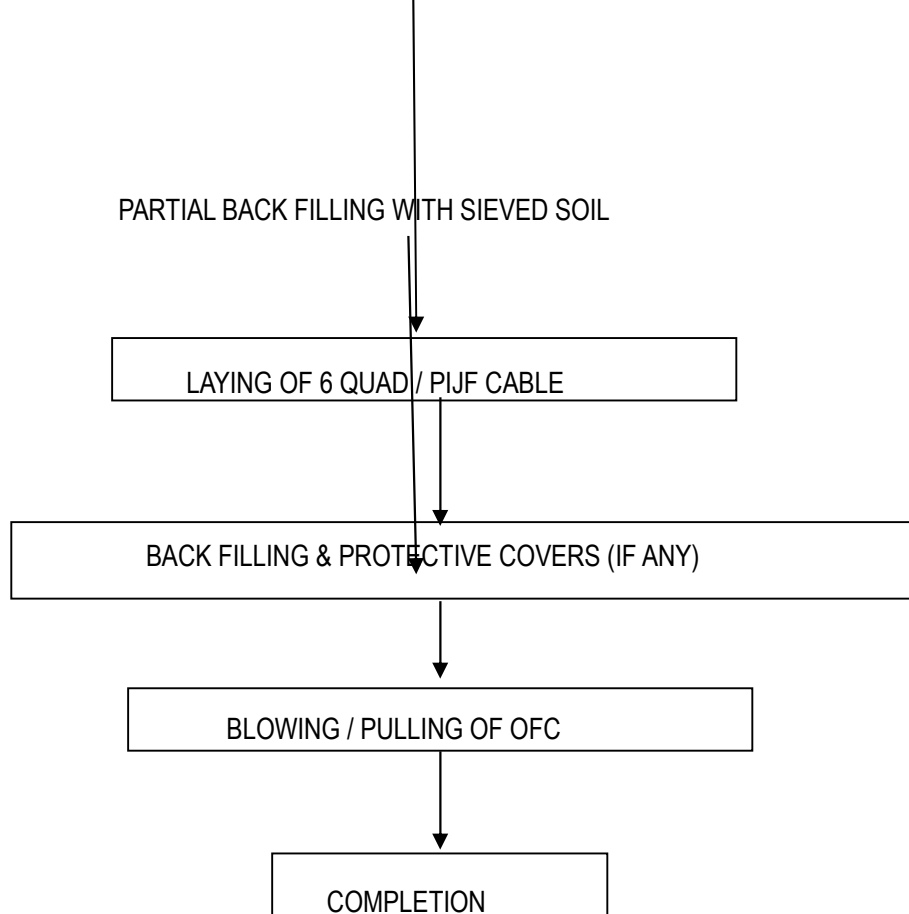 PARTIAL BACK FILLING WITH SIEVED SOIL
LAYING OF 6 QUAD / PIJF CABLE
BACK FILLING & PROTECTIVE COVERS (IF ANY)
BLOWING / PULLING OF OFC
COMPLETION